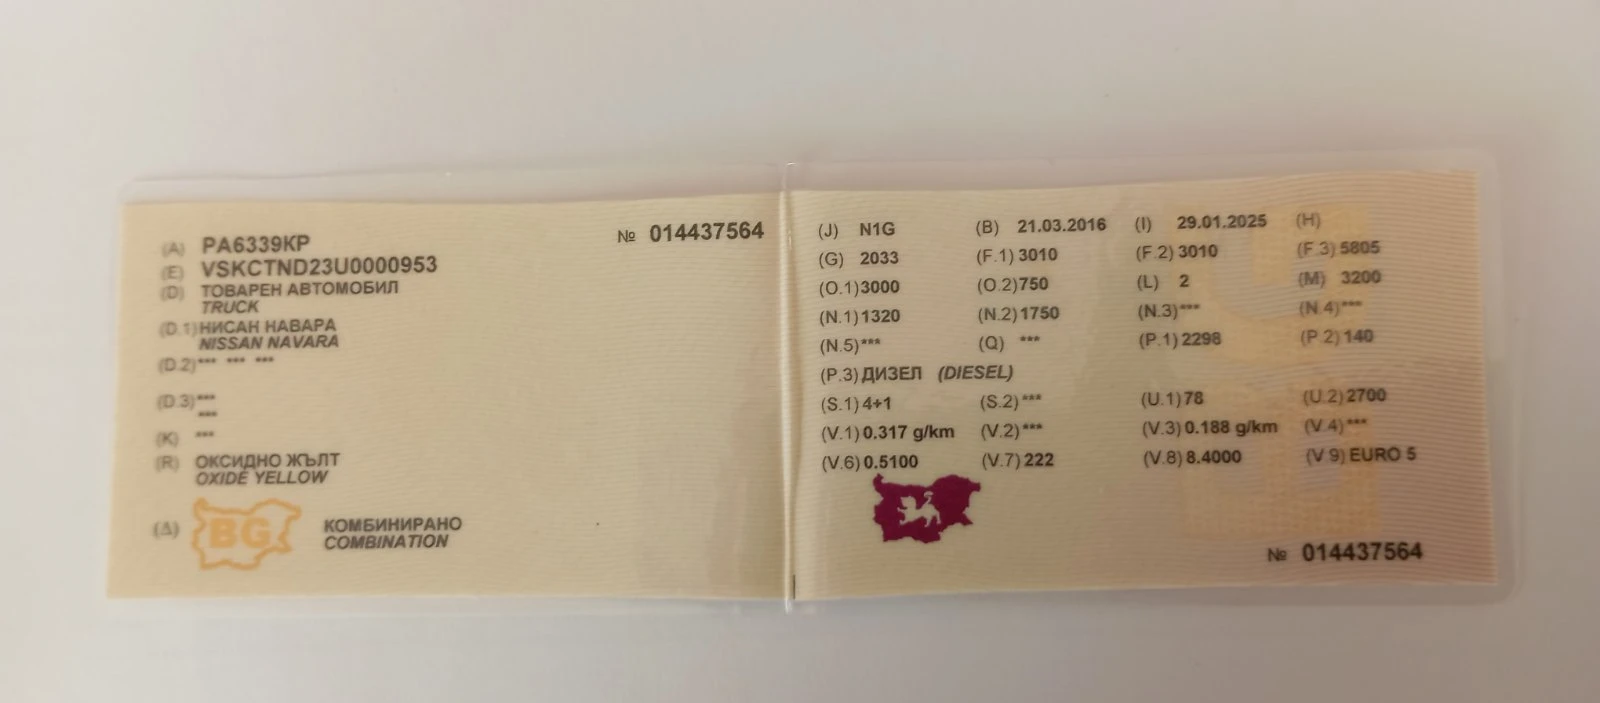 № 014437564
(A) РА6339КР
(E) VSKCTND23U0000953
(D) ТОВАРЕН АВТОМОБИЛ
TRUCK
(D.1) НИСАН НАВАРА
NISSAN NAVARA
(D.2) *** *** ***
(D.3) ***
***
(K) ***
(R) ОКСИДНО ЖЪЛТ
OXIDE YELLOW
(Δ) BG КОМБИНИРАНО
COMBINATION
(J) N1G (B) 21.03.2016 (I) 29.01.2025 (H)
(G) 2033 (F.1) 3010 (F.2) 3010 (F.3) 5805
(O.1) 3000 (O.2) 750 (L) 2 (M) 3200
(N.1) 1320 (N.2) 1750 (N.3) *** (N.4) ***
(N.5) *** (Q) *** (P.1) 2298 (P.2) 140
(P.3) ДИЗЕЛ (DIESEL)
(S.1) 4+1 (S.2) *** (U.1) 78 (U.2) 2700
(V.1) 0.317 g/km (V.2) *** (V.3) 0.188 g/km (V.4) ***
(V.6) 0.5100 (V.7) 222 (V.8) 8.4000 (V 9) EURO 5
№ 014437564